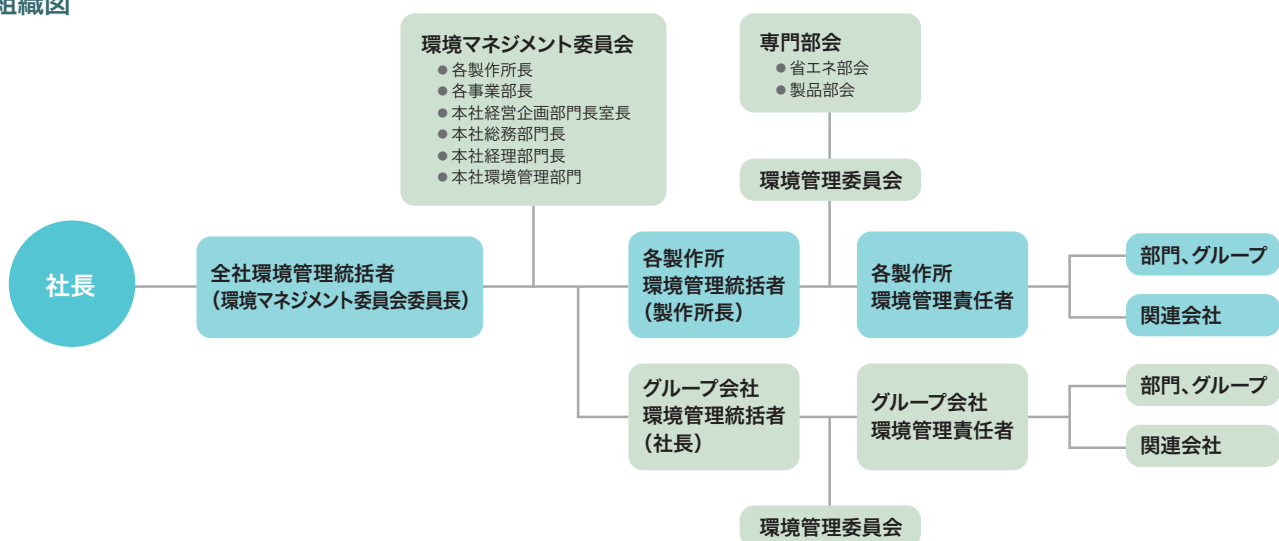 組織図
環境マネジメント委員会
● 各製作所長
● 各事業部長
● 本社経営企画部門長室長
● 本社総務部門長
● 本社経理部門長
● 本社環境管理部門
専門部会
● 省エネ部会
● 製品部会
環境管理委員会
社長
全社環境管理統括者
（環境マネジメント委員会委員長）
各製作所
環境管理統括者
（製作所長）
各製作所
環境管理責任者
部門、グループ
関連会社
グループ会社
環境管理統括者
（社長）
グループ会社
環境管理責任者
部門、グループ
関連会社
環境管理委員会